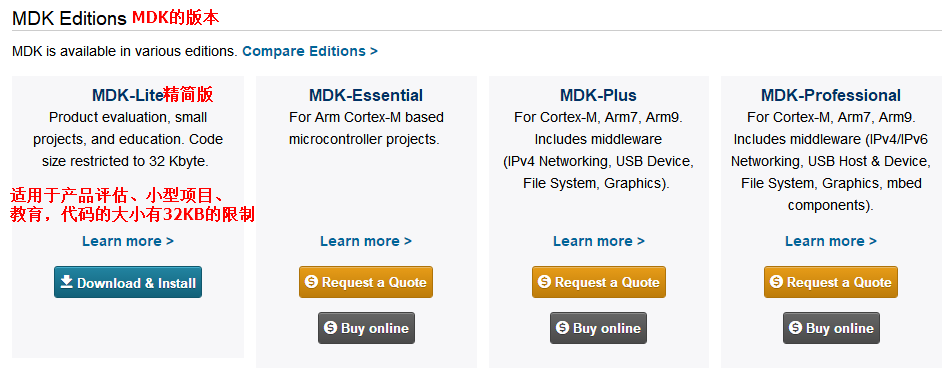 MDK Editions MDK的版本
MDK is available in various editions. Compare Editions >
MDK-Lite精简版
Product evaluation, small
projects, and education. Code
size restricted to 32 Kbyte.
适用于产品评估、小型项目、
教育，代码的大小有32KB的限制
Learn more >
Download & Install
MDK-Essential
For Arm Cortex-M based
microcontroller projects.
Learn more >
Request a Quote
Buy online
MDK-Plus
For Cortex-M, Arm7, Arm9.
Includes middleware
(IPv4 Networking, USB Device,
File System, Graphics).
Learn more >
Request a Quote
Buy online
MDK-Professional
For Cortex-M, Arm7, Arm9.
Includes middleware (IPv4/IPv6
Networking, USB Host & Device,
File System, Graphics, mbed
components).
Learn more >
Request a Quote
Buy online